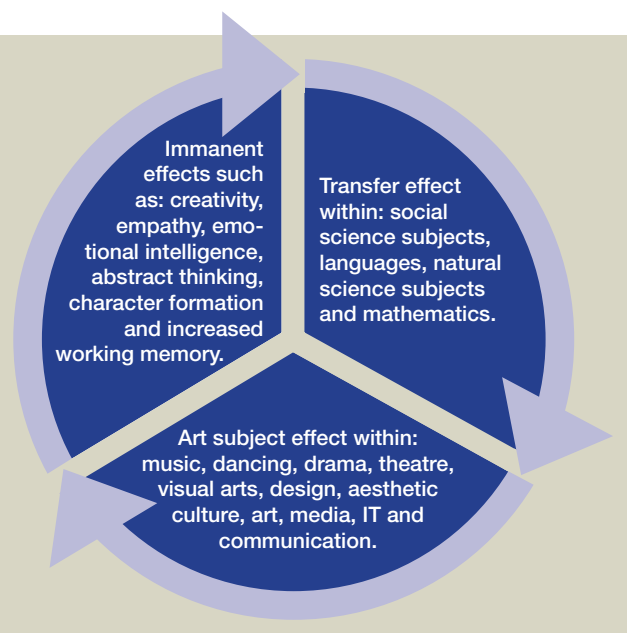 Immanent
effects such
as: creativity,
empathy, emo-
tional intelligence,
abstract thinking,
character formation
and increased
working memory.
Transfer effect
within: social
science subjects,
languages, natural
science subjects
and mathematics.
Art subject effect within:
music, dancing, drama, theatre,
visual arts, design, aesthetic
culture, art, media, IT and
communication.